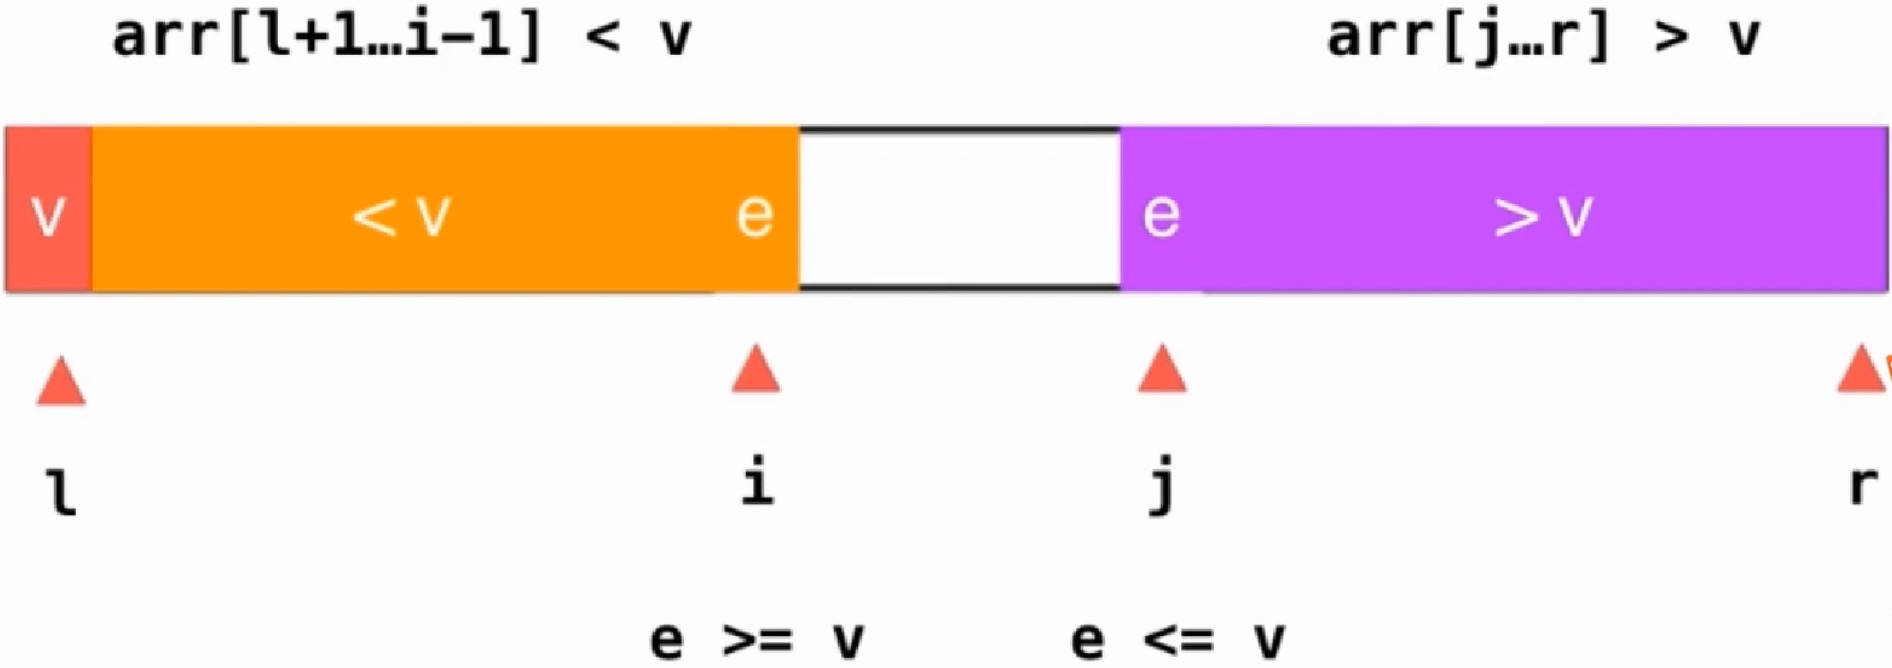 arr[l+1…i-1] < v arr[j…r] > v
v < v e e > v
l i j r
e >= v e <= v